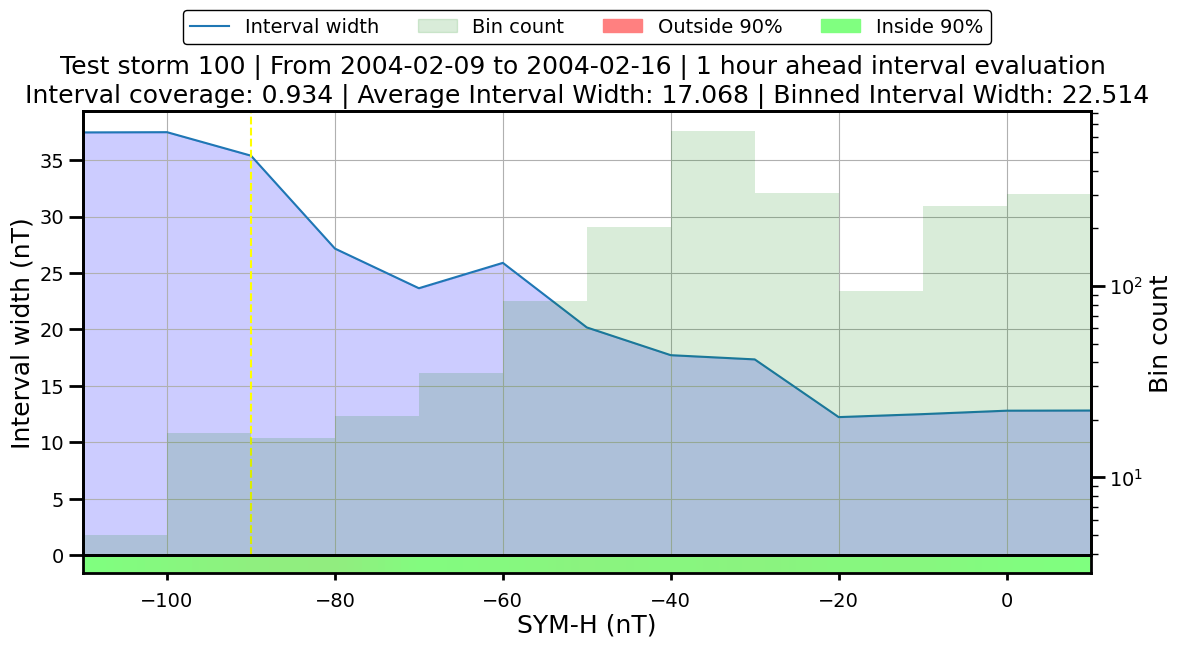 Interval width Bin count Outside 90% Inside 90%
Test storm 100 | From 2004-02-09 to 2004-02-16 | 1 hour ahead interval evaluation
Interval coverage: 0.934 | Average Interval Width: 17.068 | Binned Interval Width: 22.514
Interval width (nT)
35
30
25
20
15
10
5
0
−100 −80 −60 −40 −20 0
SYM-H (nT)
10²
10¹
Bin count